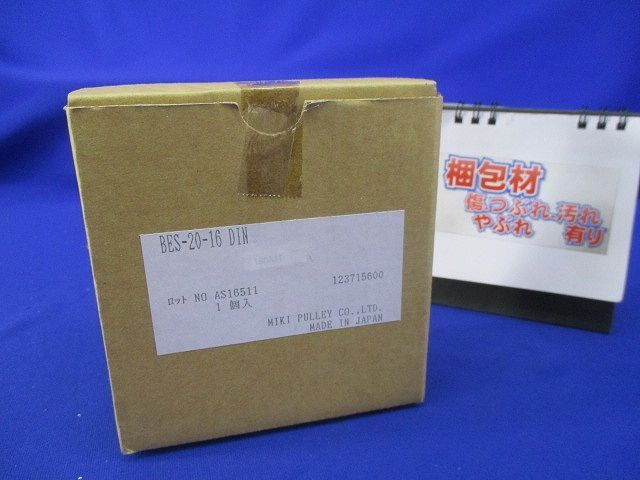 BES-20-16 DIN
123715600
ロット NO AS16511
1 個入
MIKI PULLEY CO.,LTD.
MADE IN JAPAN
梱包材
傷、つぶれ、汚れ
やぶれ 有り